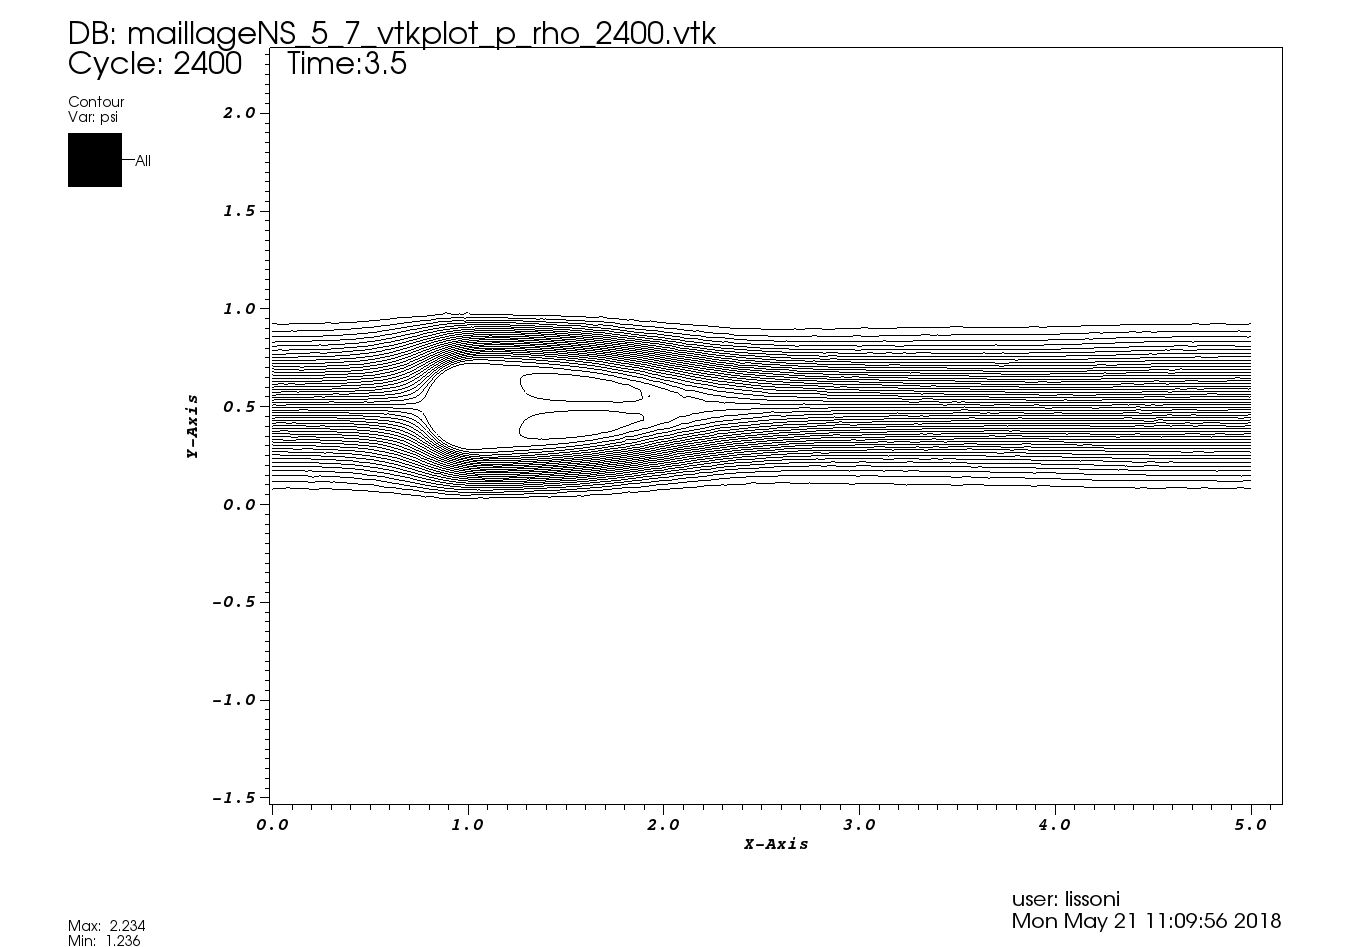 DB: maillageNS_5_7_vtkplot_p_rho_2400.vtk
Cycle: 2400 Time:3.5
Contour
Var: psi
All
2.0
1.5
1.0
0.5
0.0
-0.5
-1.0
-1.5
Y-Axis
0.0 1.0 2.0 3.0 4.0 5.0
X-Axis
user: lissoni
Mon May 21 11:09:56 2018
Max: 2.234
Min: 1.236